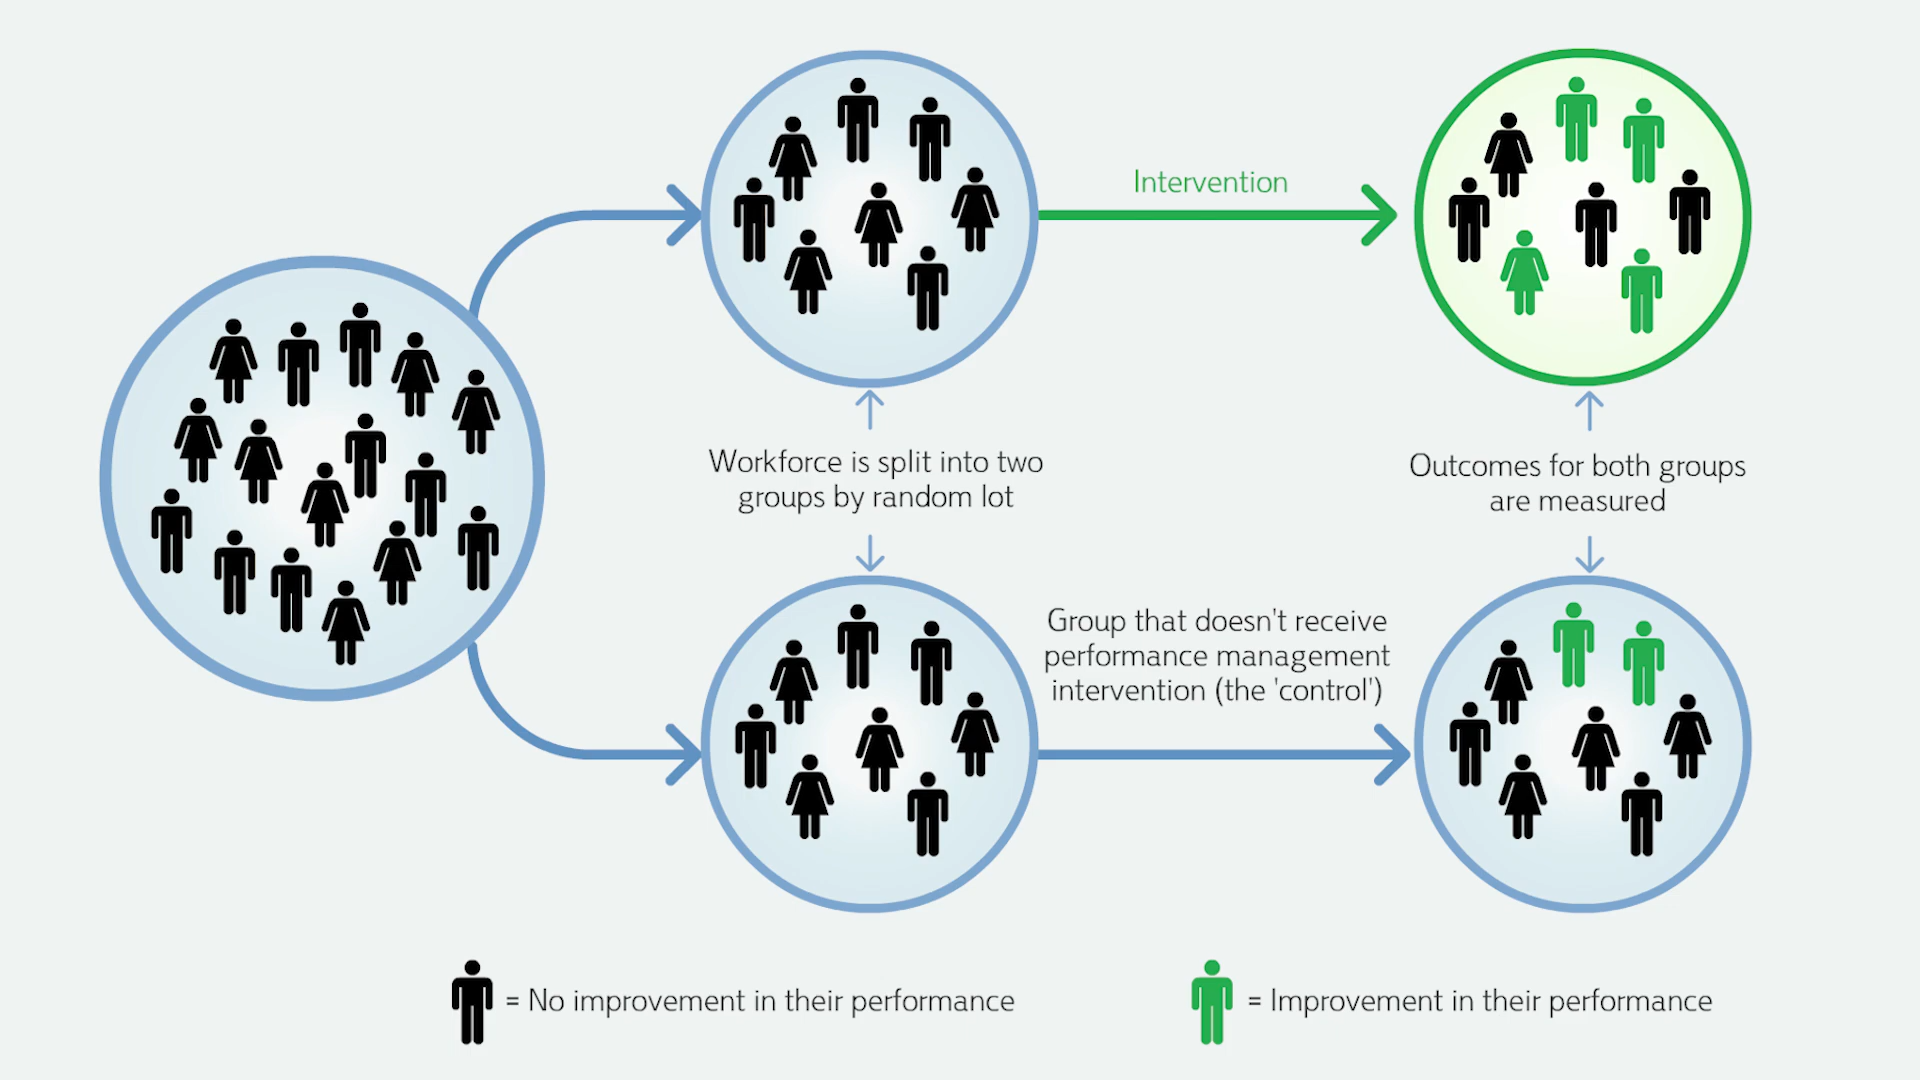 Intervention
Workforce is split into two
groups by random lot
Outcomes for both groups
are measured
Group that doesn't receive
performance management
intervention (the 'control')
= No improvement in their performance
= Improvement in their performance